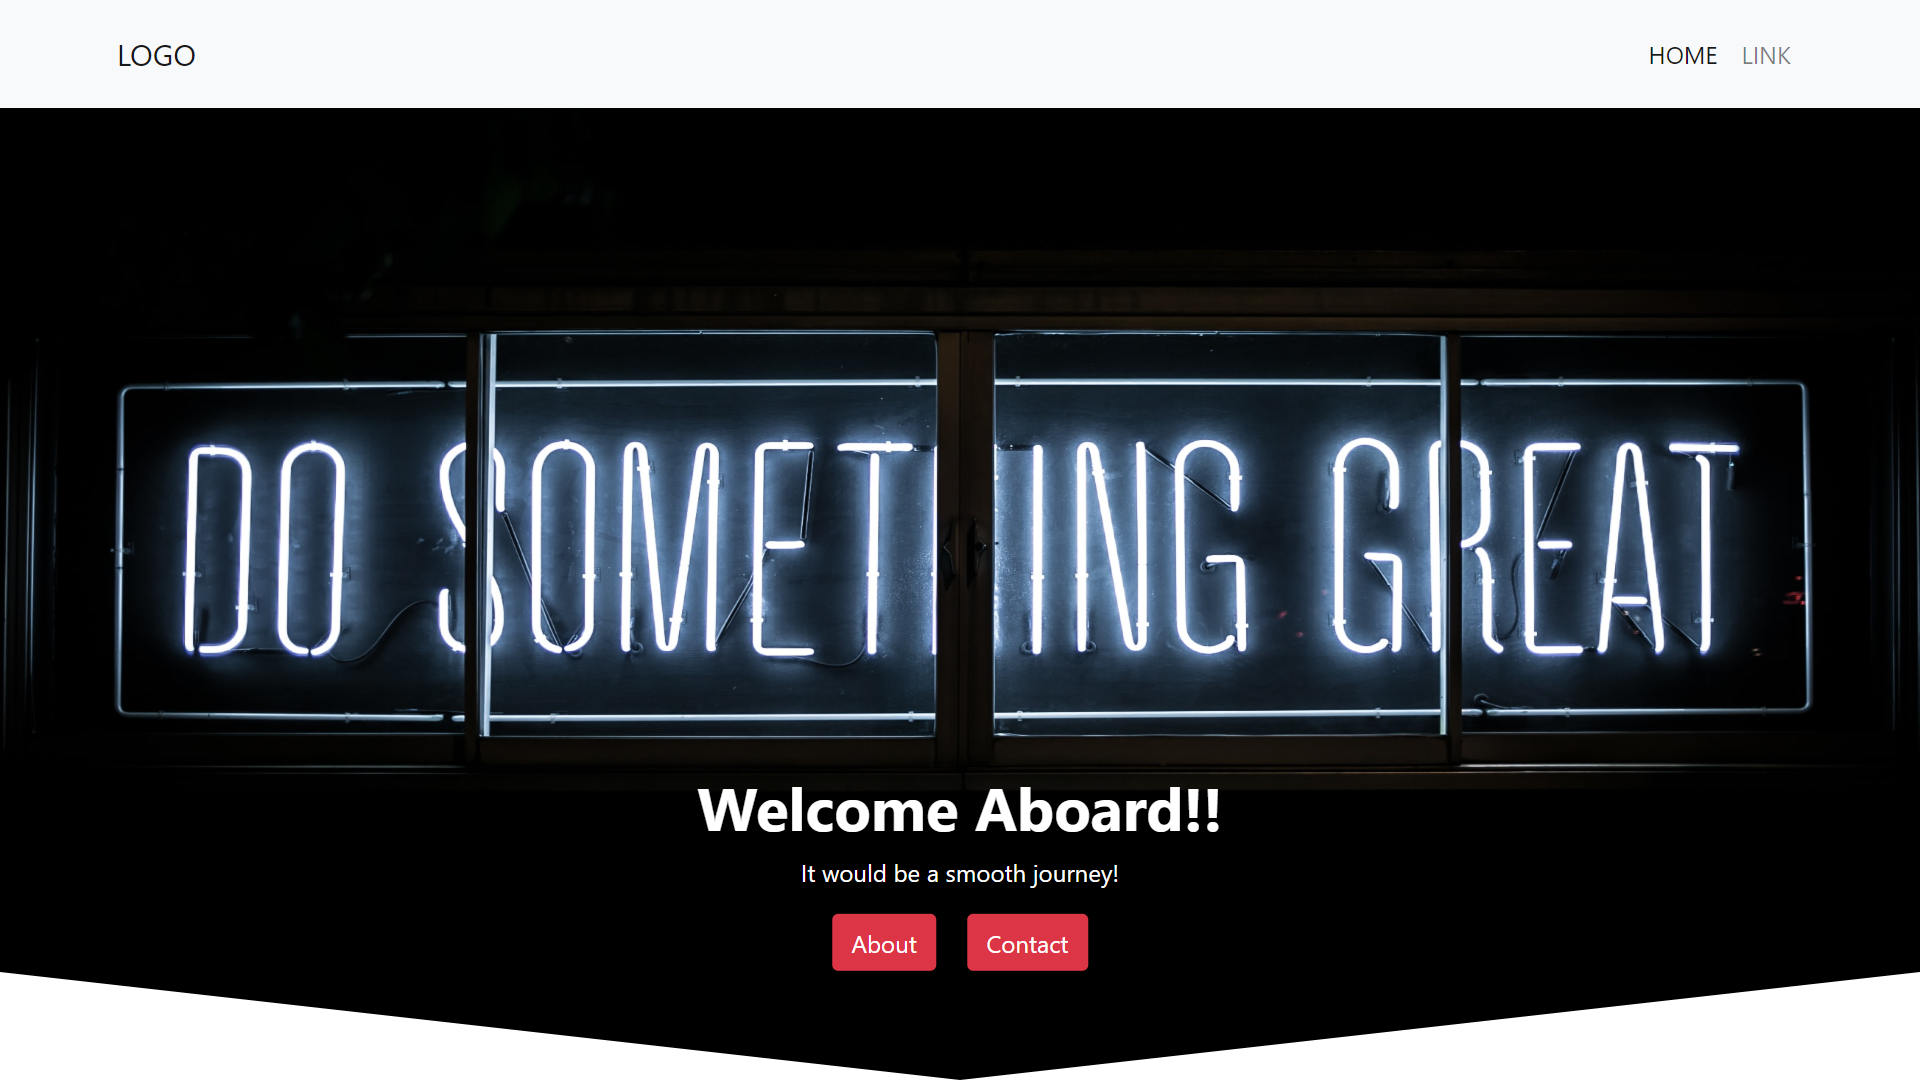 LOGO
HOME LINK
DO SOMETHING GREAT
Welcome Aboard!!
It would be a smooth journey!
About Contact